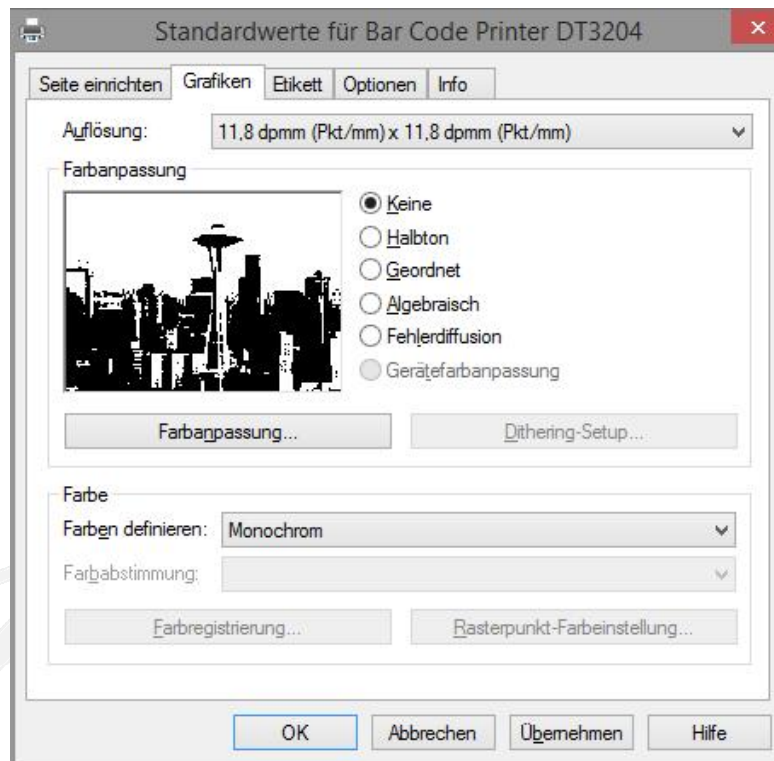 Standardwerte für Bar Code Printer DT3204
Seite einrichten Grafiken Etikett Optionen Info
Auflösung: 11,8 dpmm (Pkt/mm) x 11,8 dpmm (Pkt/mm)
Farbanpassung
Keine
Halbton
Geordnet
Algebraisch
Fehlerdiffusion
Gerätefarbanpassung
Farbanpassung... Dithering-Setup...
Farbe
Farben definieren: Monochrom
Farbabstimmung:
Farbregistrierung... Rasterpunkt-Farbeinstellung...
OK Abbrechen Übernehmen Hilfe